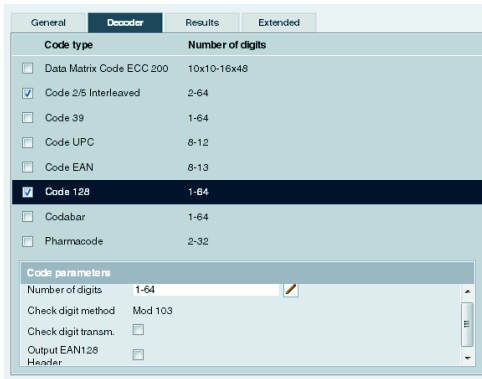 General Decoder Results Extended
Code type Number of digits
Data Matrix Code ECC 200 10x10-16x48
Code 2/5 Interleaved 2-64
Code 39 1-64
Code UPC 8-12
Code EAN 8-13
Code 128 1-64
Codabar 1-64
Pharmacode 2-32
Code parameters
Number of digits 1-64
Check digit method Mod 103
Check digit transm.
Output EAN128
Header